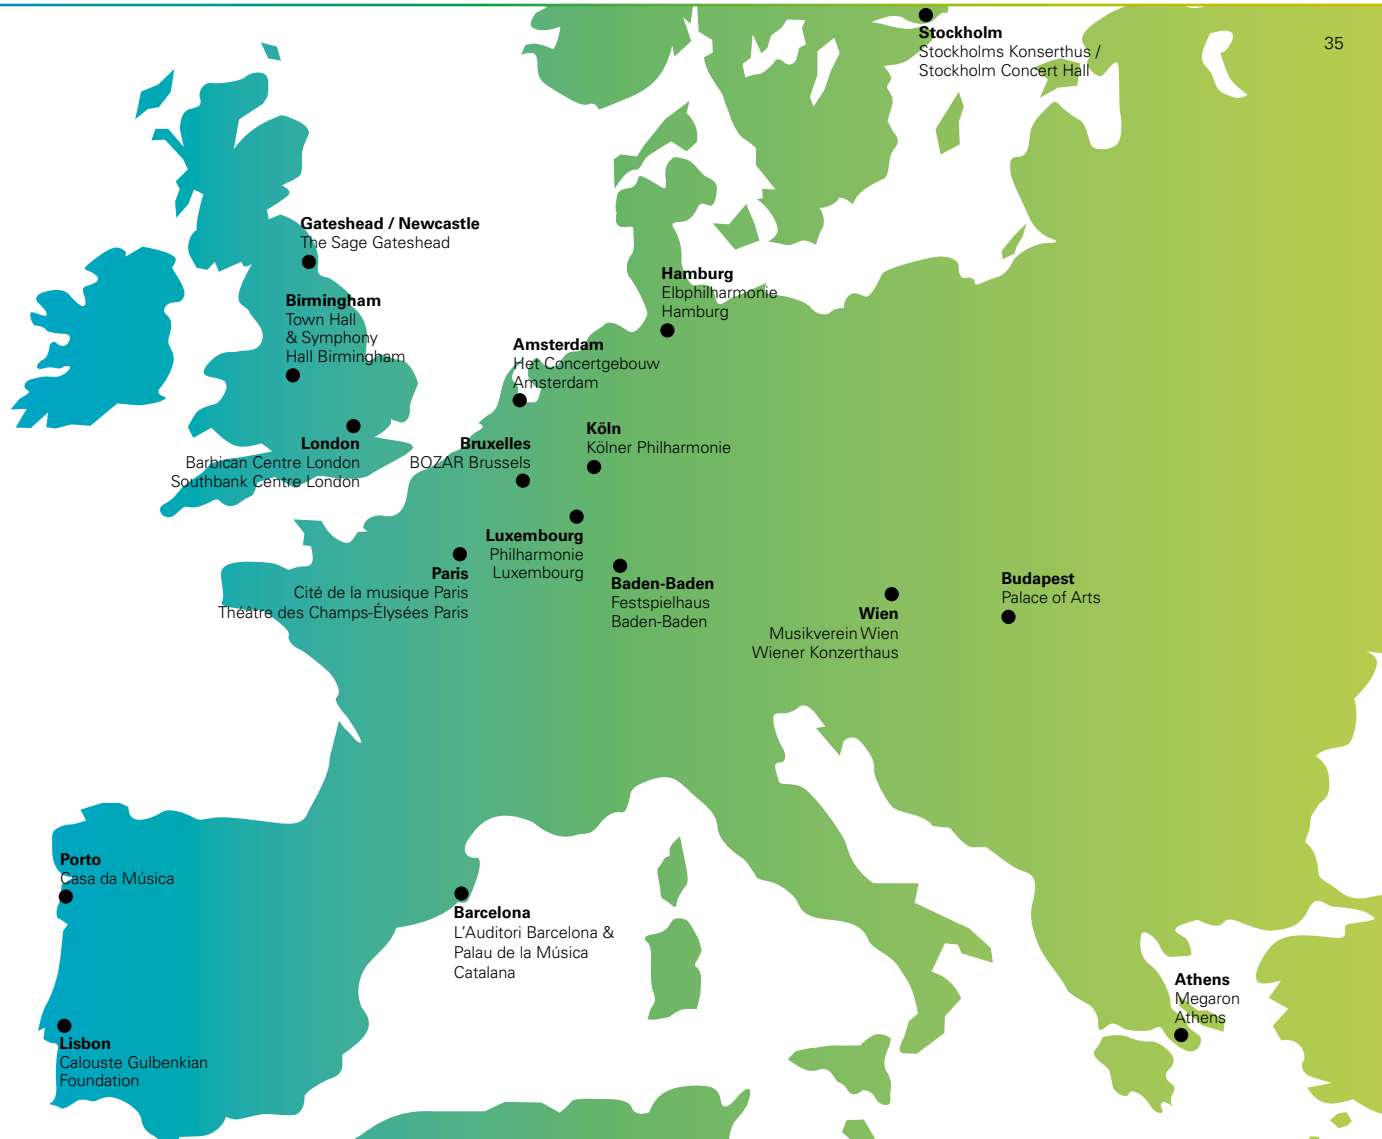 35
Stockholm
Stockholms Konserthus /
Stockholm Concert Hall
Gateshead / Newcastle
The Sage Gateshead
Hamburg
Elbphilharmonie
Hamburg
Birmingham
Town Hall
& Symphony
Hall Birmingham
Amsterdam
Het Concertgebouw
Amsterdam
Köln
Kölner Philharmonie
London
Barbican Centre London
Southbank Centre London
Bruxelles
BOZAR Brussels
Luxembourg
Philharmonie
Luxembourg
Paris
Cité de la musique Paris
Théâtre des Champs-Élysées Paris
Baden-Baden
Festspielhaus
Baden-Baden
Wien
Musikverein Wien
Wiener Konzerthaus
Budapest
Palace of Arts
Porto
Casa da Música
Barcelona
L'Auditori Barcelona &
Palau de la Música
Catalana
Athens
Megaron
Athens
Lisbon
Calouste Gulbenkian
Foundation